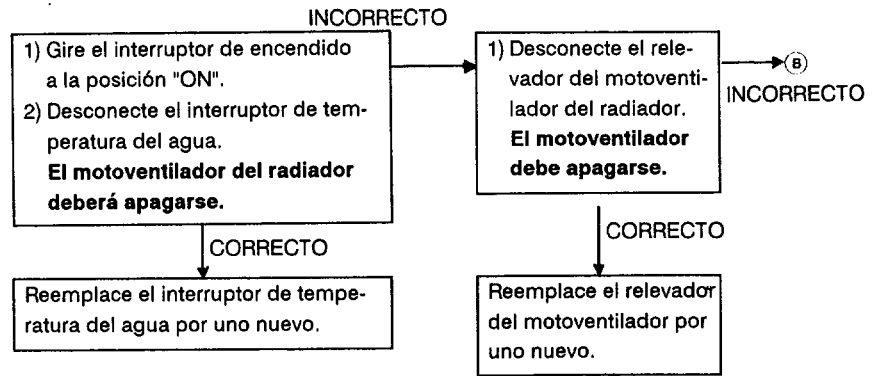 INCORRECTO
1) Gire el interruptor de encendido
a la posición "ON".
2) Desconecte el interruptor de tem-
peratura del agua.
El motoventilador del radiador
deberá apagarse.
1) Desconecte el rele-
vador del motoventi-
lador del radiador.
El motoventilador
debe apagarse.
B
INCORRECTO
CORRECTO
CORRECTO
Reemplace el interruptor de tempe-
ratura del agua por uno nuevo.
Reemplace el relevador
del motoventilador por
uno nuevo.